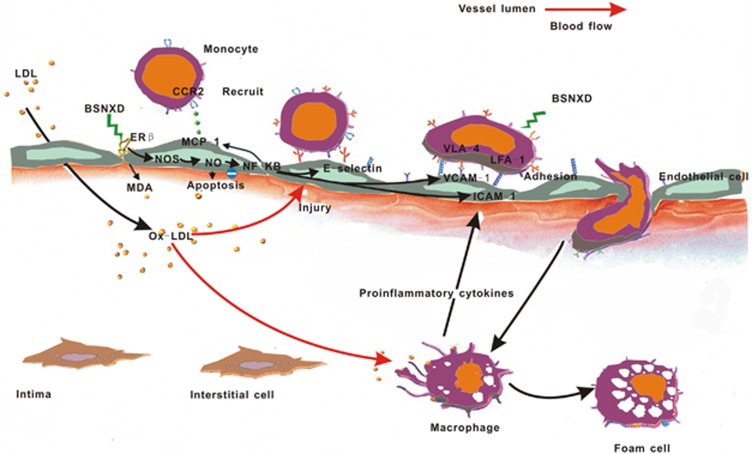 Vessel lumen
Blood flow
Monocyte
LDL
CCR2
Recruit
BSNXD
BSNXD
ERβ
MCP-1
VLA-4
LFA-1
NOS
NO
NF-KB
E-selectin
VCAM-1
Adhesion
Endothelial cell
MDA
Apoptosis
ICAM-1
Injury
Ox-LDL
Proinflammatory cytokines
Intima
Interstitial cell
Macrophage
Foam cell